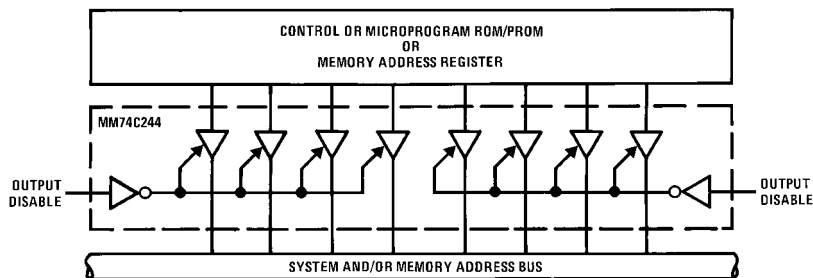 CONTROL OR MICROPROGRAM ROM/PROM
OR
MEMORY ADDRESS REGISTER
MM74C244
OUTPUT
DISABLE
OUTPUT
DISABLE
SYSTEM AND/OR MEMORY ADDRESS BUS